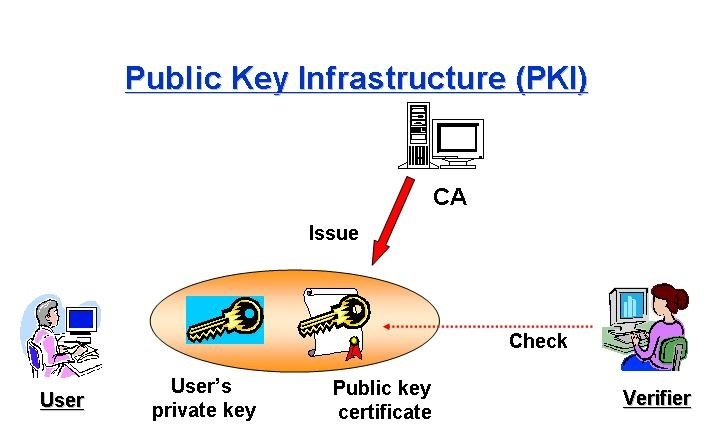 Public Key Infrastructure (PKI)
CA
Issue
Check
User
User's
private key
Public key
certificate
Verifier